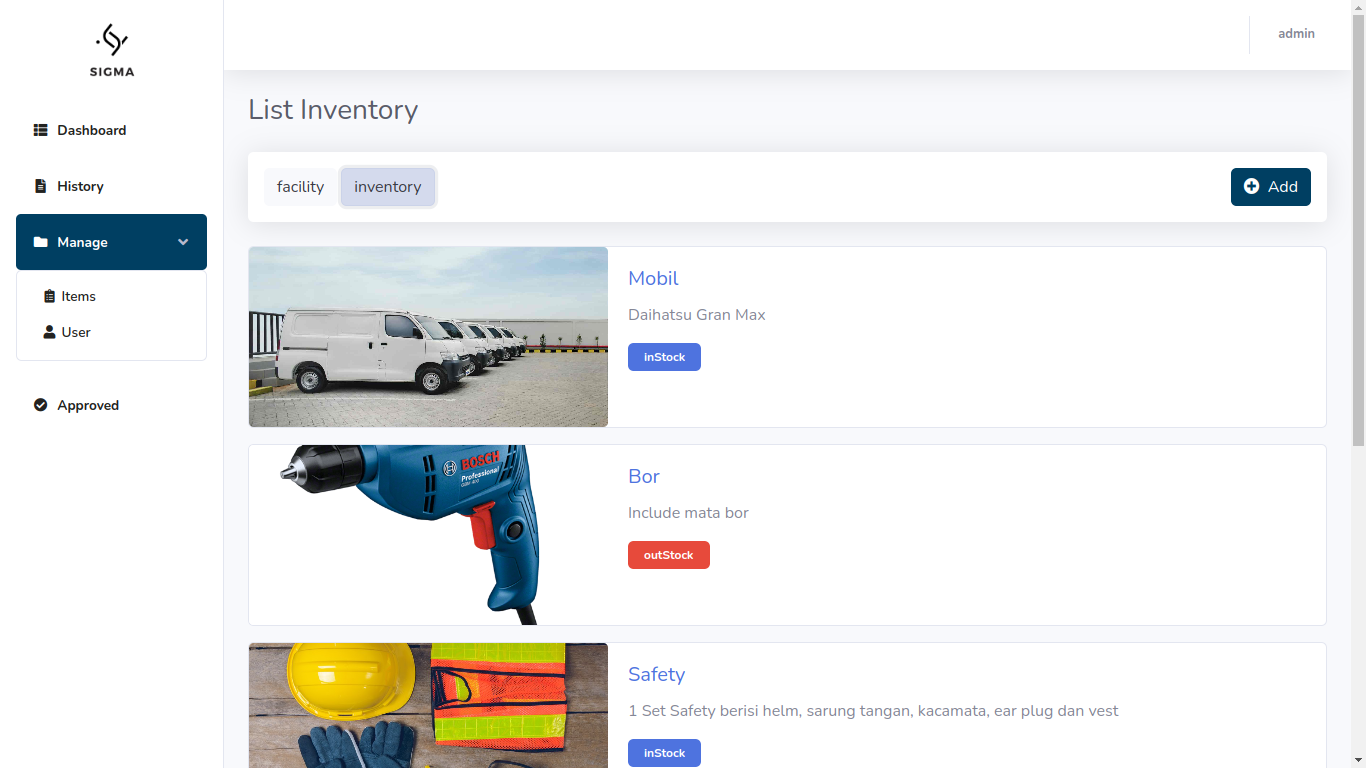 SIGMA
admin
Dashboard
History
Manage
Items
User
Approved
List Inventory
facility
inventory
Add
Mobil
Daihatsu Gran Max
inStock
BOSCH
Professional
Bor
Include mata bor
outStock
Safety
1 Set Safety berisi helm, sarung tangan, kacamata, ear plug dan vest
inStock